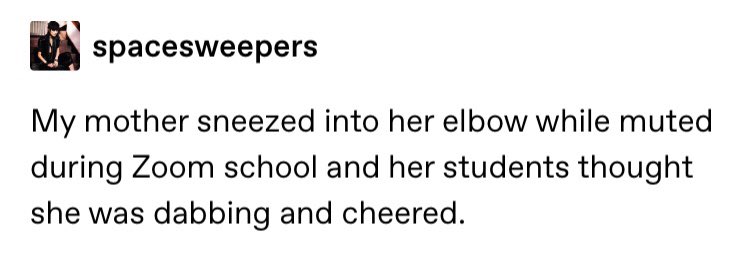 spacesweepers
My mother sneezed into her elbow while muted
during Zoom school and her students thought
she was dabbing and cheered.